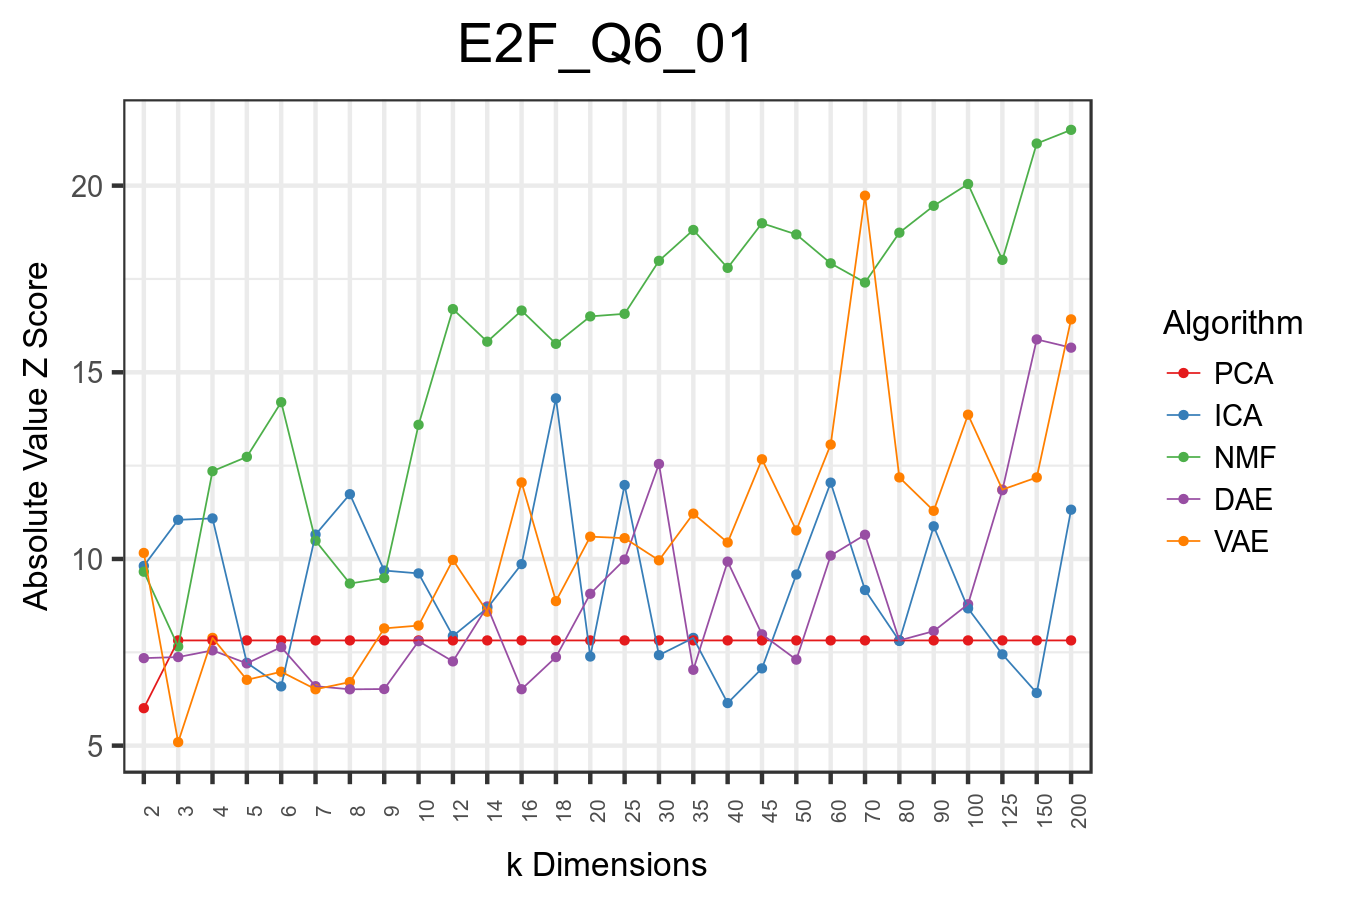 E2F_Q6_01
Absolute Value Z Score
20
15
10
5
2 3 4 5 6 7 8 9 10 12 14 16 18 20 25 30 35 40 45 50 60 70 80 90 100 125 150 200
k Dimensions
Algorithm
PCA
ICA
NMF
DAE
VAE